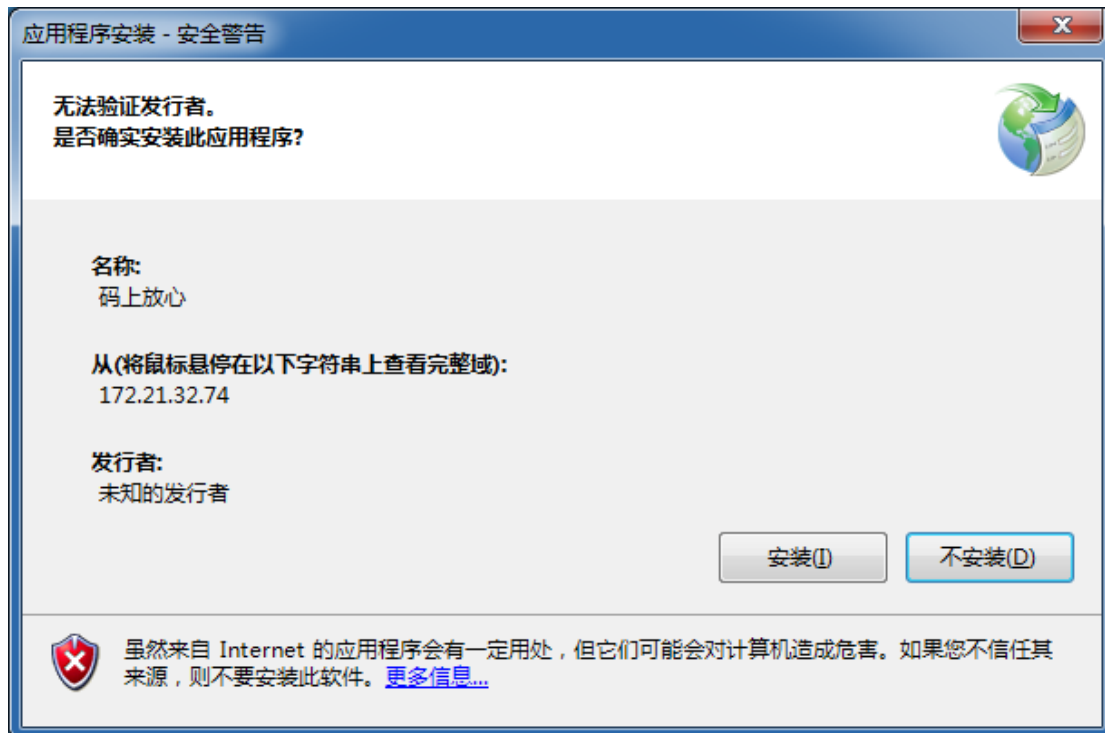 应用程序安装 - 安全警告
无法验证发行者。
是否确实安装此应用程序?
名称:
码上放心
从(将鼠标悬停在以下字符串上查看完整域):
172.21.32.74
发行者:
未知的发行者
安装(I) 不安装(D)
虽然来自 Internet 的应用程序会有一定用处，但它们可能会对计算机造成危害。如果您不信任其
来源，则不要安装此软件。更多信息...